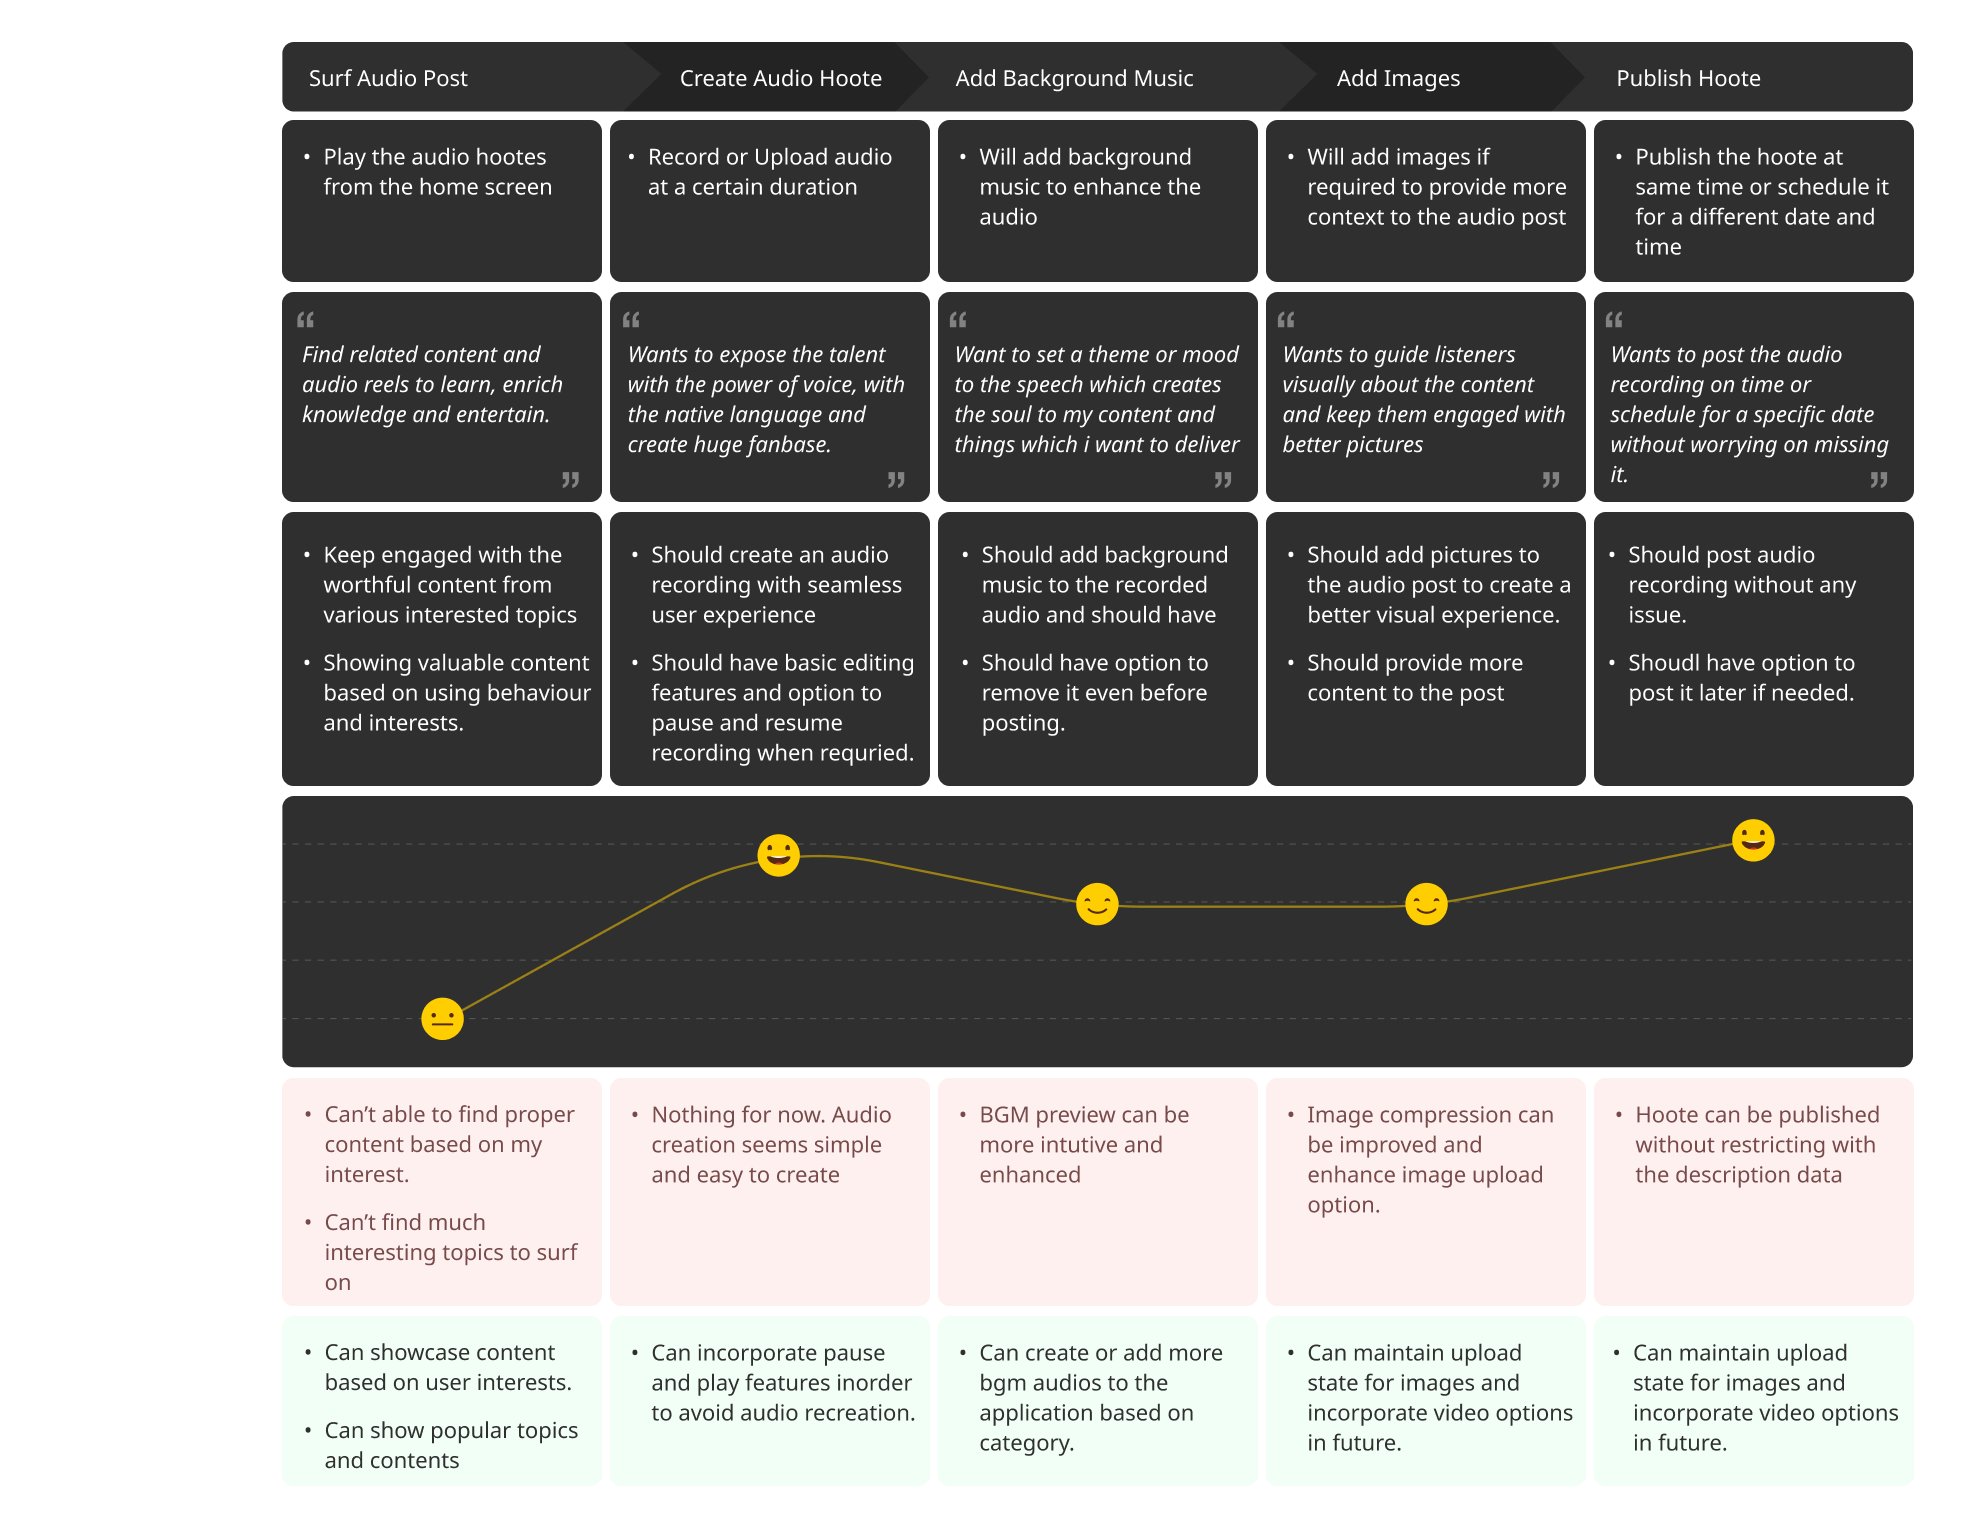 Surf Audio Post
Create Audio Hoote
Add Background Music
Add Images
Publish Hoote
• Play the audio hootes
from the home screen
• Record or Upload audio
at a certain duration
• Will add background
music to enhance the
audio
• Will add images if
required to provide more
context to the audio post
• Publish the hoote at
same time or schedule it
for a different date and
time
“
Find related content and
audio reels to learn, enrich
knowledge and entertain.
”
“
Wants to expose the talent
with the power of voice, with
the native language and
create huge fanbase.
”
“
Want to set a theme or mood
to the speech which creates
the soul to my content and
things which i want to deliver
”
“
Wants to guide listeners
visually about the content
and keep them engaged with
better pictures
”
“
Wants to post the audio
recording on time or
schedule for a specific date
without worrying on missing
it.
”
• Keep engaged with the
worthful content from
various interested topics
• Showing valuable content
based on using behaviour
and interests.
• Should create an audio
recording with seamless
user experience
• Should have basic editing
features and option to
pause and resume
recording when requried.
• Should add background
music to the recorded
audio and should have
• Should have option to
remove it even before
posting.
• Should add pictures to
the audio post to create a
better visual experience.
• Should provide more
content to the post
• Should post audio
recording without any
issue.
• Shoudl have option to
post it later if needed.
• Can’t able to find proper
content based on my
interest.
• Can’t find much
interesting topics to surf
on
• Nothing for now. Audio
creation seems simple
and easy to create
• BGM preview can be
more intutive and
enhanced
• Image compression can
be improved and
enhance image upload
option.
• Hoote can be published
without restricting with
the description data
• Can showcase content
based on user interests.
• Can show popular topics
and contents
• Can incorporate pause
and play features inorder
to avoid audio recreation.
• Can create or add more
bgm audios to the
application based on
category.
• Can maintain upload
state for images and
incorporate video options
in future.
• Can maintain upload
state for images and
incorporate video options
in future.